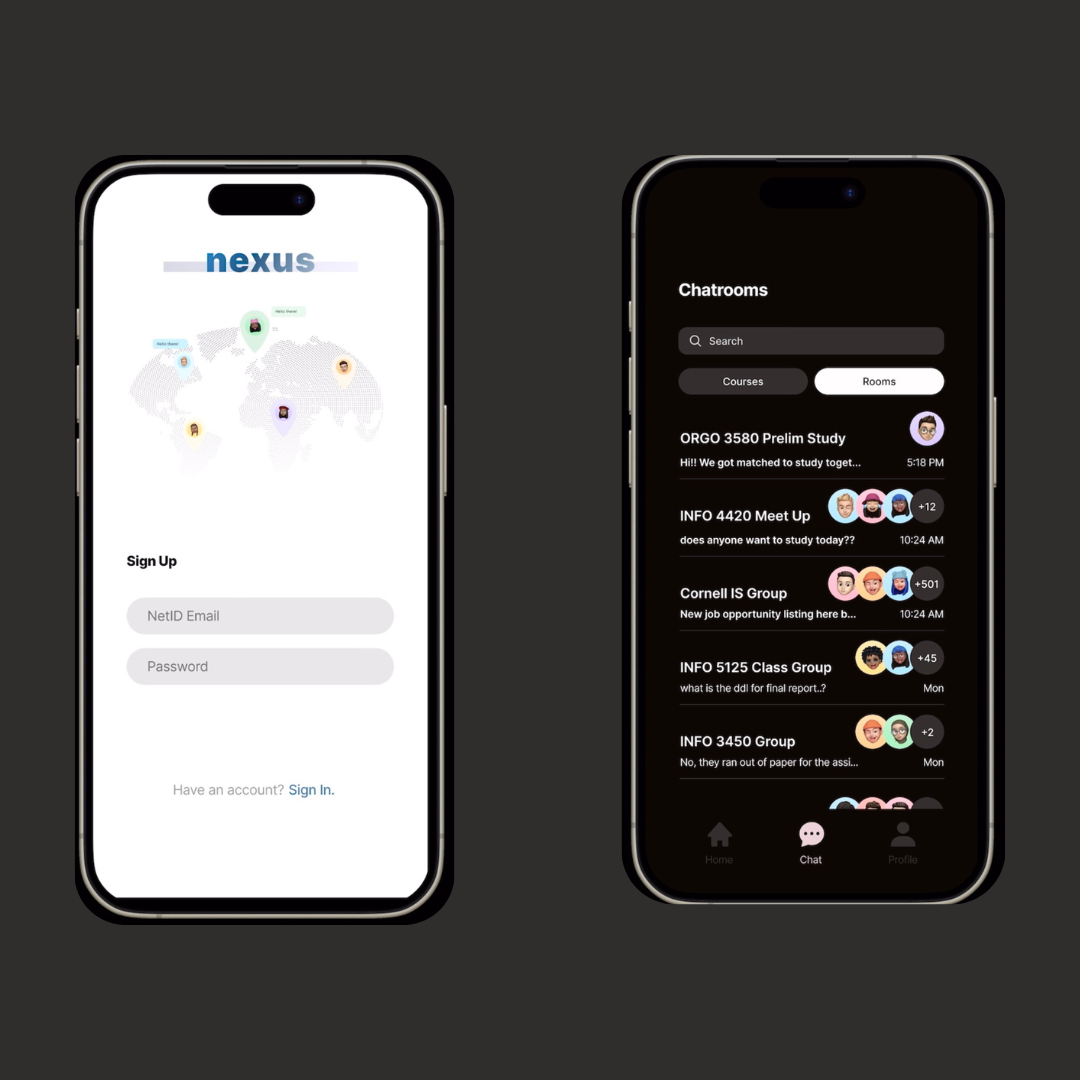 nexus
Hello there!
Hello there!
Sign Up
NetID Email
Password
Have an account? Sign In.
Chatrooms
Search
Courses Rooms
ORGO 3580 Prelim Study
Hi!! We got matched to study toget... 5:18 PM
INFO 4420 Meet Up +12
does anyone want to study today?? 10:24 AM
Cornell IS Group +501
New job opportunity listing here b... 10:24 AM
INFO 5125 Class Group +45
what is the ddl for final report..? Mon
INFO 3450 Group +2
No, they ran out of paper for the assi... Mon
Home Chat Profile